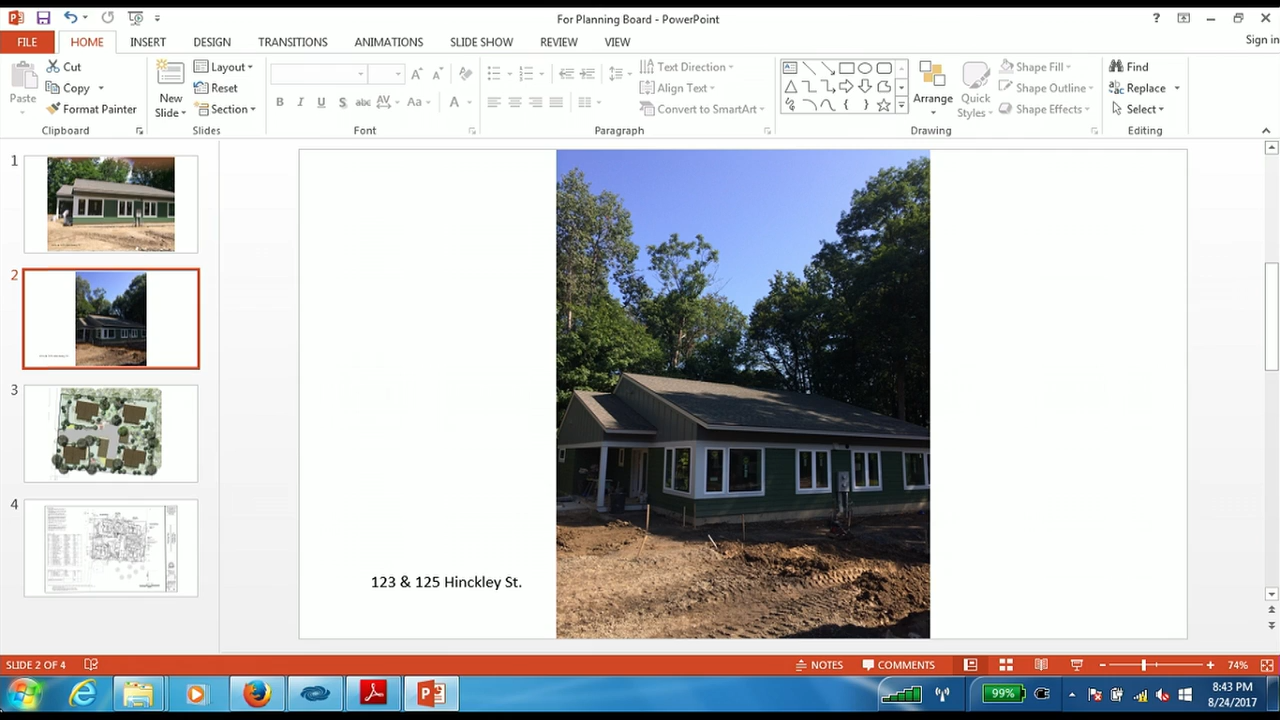 For Planning Board - PowerPoint
?
Sign in
FILE HOME INSERT DESIGN TRANSITIONS ANIMATIONS SLIDE SHOW REVIEW VIEW
Paste
Cut
Copy
Format Painter
Clipboard
New
Slide
Layout
Reset
Section
Slides
B I U S abc AV Aa A
Font
Text Direction
Align Text
Convert to SmartArt
Paragraph
Arrange
Quick
Styles
Shape Fill
Shape Outline
Shape Effects
Drawing
Find
Replace
Select
Editing
1
2
3
4
123 & 125 Hinckley St.
SLIDE 2 OF 4
NOTES
COMMENTS
74%
99%
8:43 PM
8/24/2017